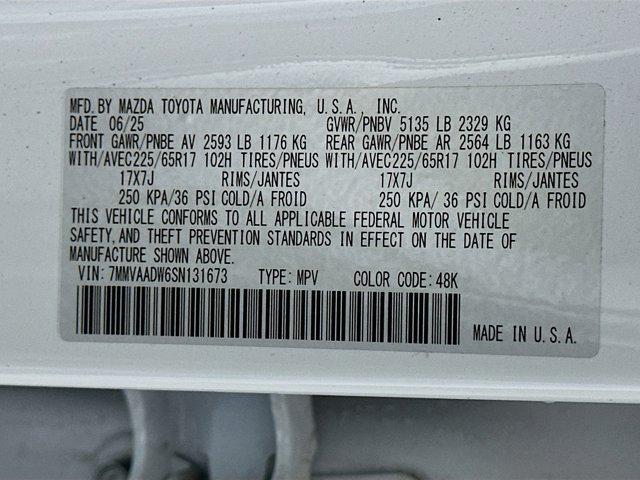 MFD. BY MAZDA TOYOTA MANUFACTURING, U.S.A., INC.
DATE 06/25 GVWR/PNBV 5135 LB 2329 KG
FRONT GAWR/PNBE AV 2593 LB 1176 KG REAR GAWR/PNBE AR 2564 LB 1163 KG
WITH/AVEC225/65R17 102H TIRES/PNEUS WITH/AVEC225/65R17 102H TIRES/PNEUS
17X7J RIMS/JANTES 17X7J RIMS/JANTES
250 KPA/36 PSI COLD/A FROID 250 KPA/ 36 PSI COLD/A FROID
THIS VEHICLE CONFORMS TO ALL APPLICABLE FEDERAL MOTOR VEHICLE
SAFETY, AND THEFT PREVENTION STANDARDS IN EFFECT ON THE DATE OF
MANUFACTURE SHOWN ABOVE.
VIN: 7MMVAADW6SN131673 TYPE: MPV COLOR CODE: 48K
MADE IN U.S.A.